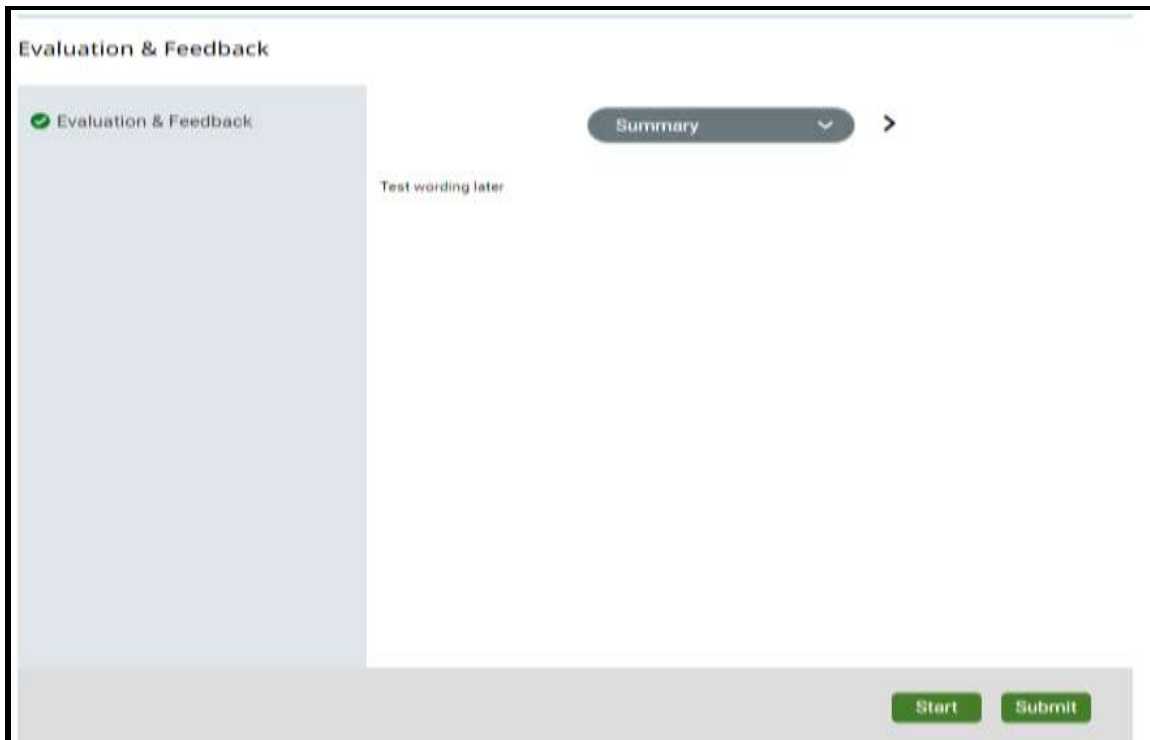 Evaluation & Feedback
Evaluation & Feedback
Summary
Test wording later
Start
Submit